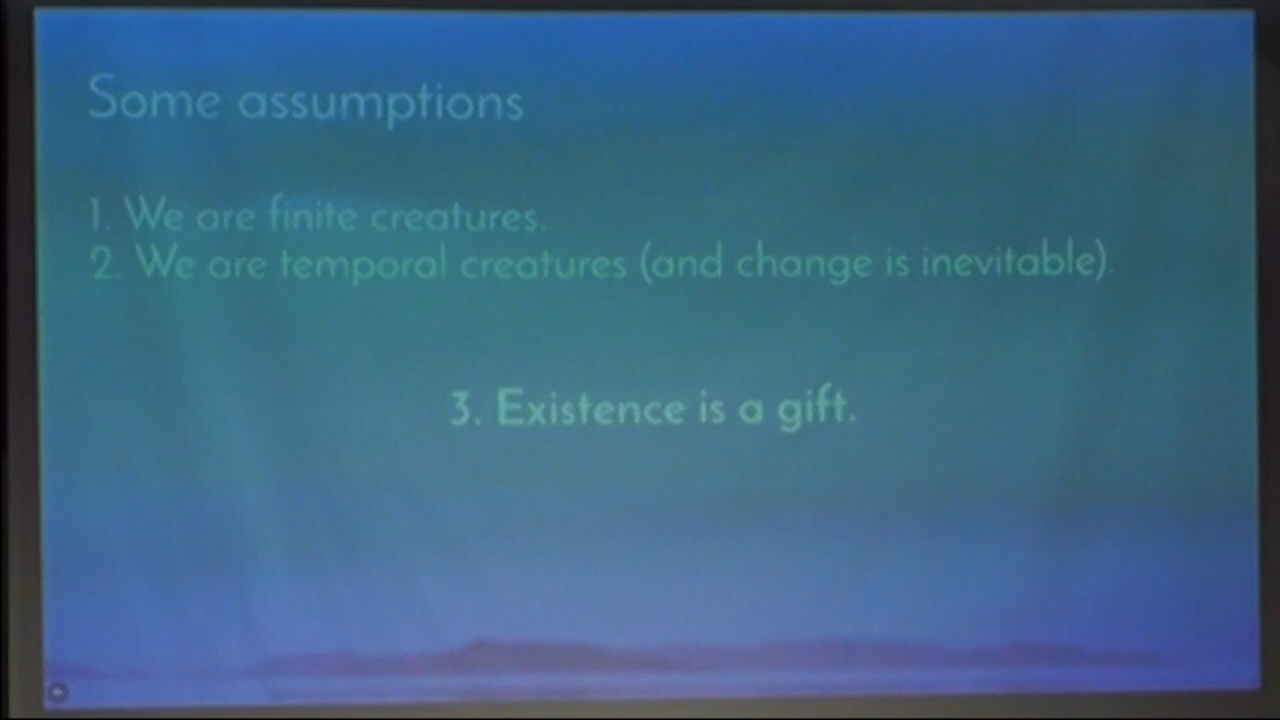 Some assumptions
1. We are finite creatures.
2. We are temporal creatures (and change is inevitable).
3. Existence is a gift.